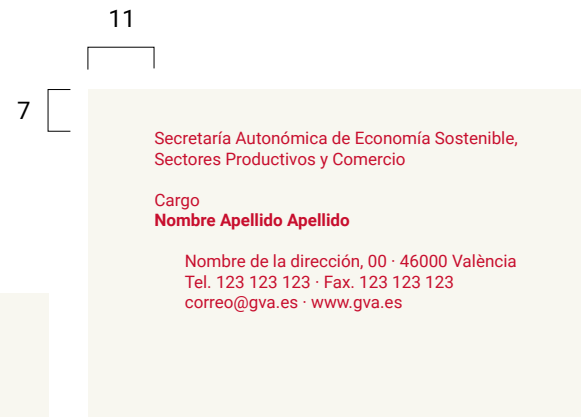 11
7
Secretaría Autonómica de Economía Sostenible,
Sectores Productivos y Comercio
Cargo
Nombre Apellido Apellido
Nombre de la dirección, 00 · 46000 València
Tel. 123 123 123 · Fax. 123 123 123
correo@gva.es · www.gva.es